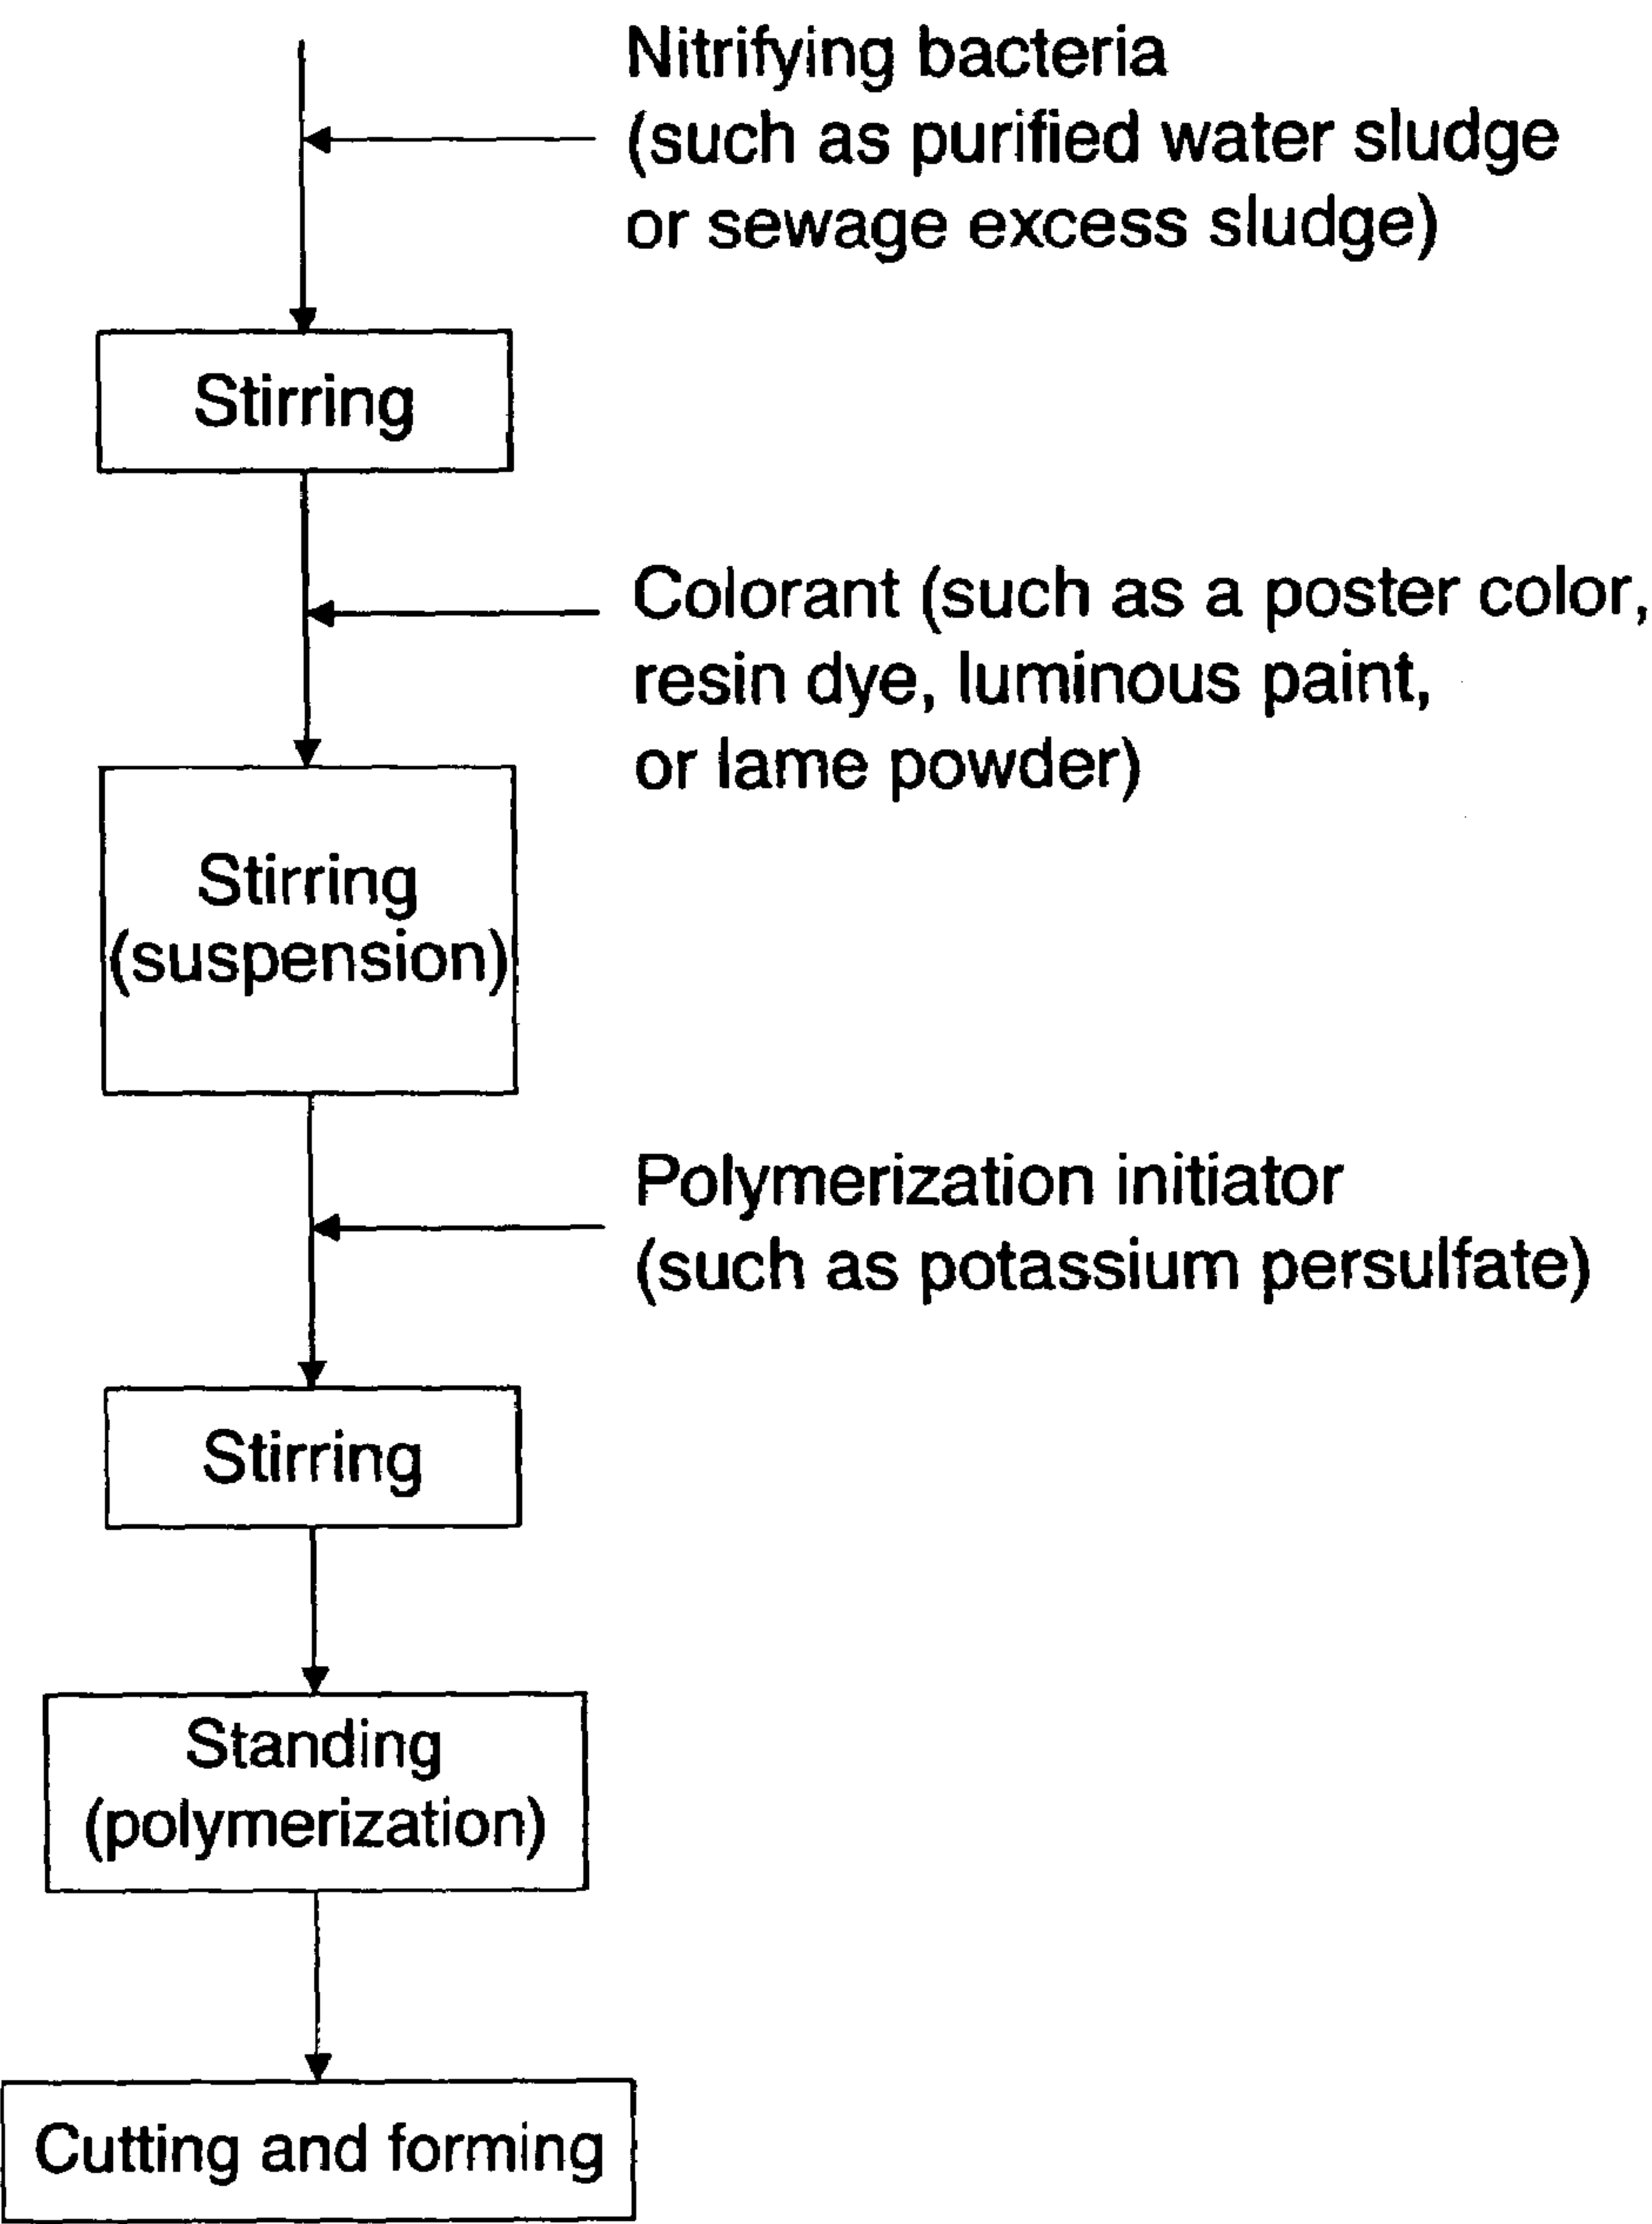 Nitrifying bacteria
(such as purified water sludge
or sewage excess sludge)
Stirring
Colorant (such as a poster color,
resin dye, luminous paint,
or lame powder)
Stirring
(suspension)
Polymerization initiator
(such as potassium persulfate)
Stirring
Standing
(polymerization)
Cutting and forming